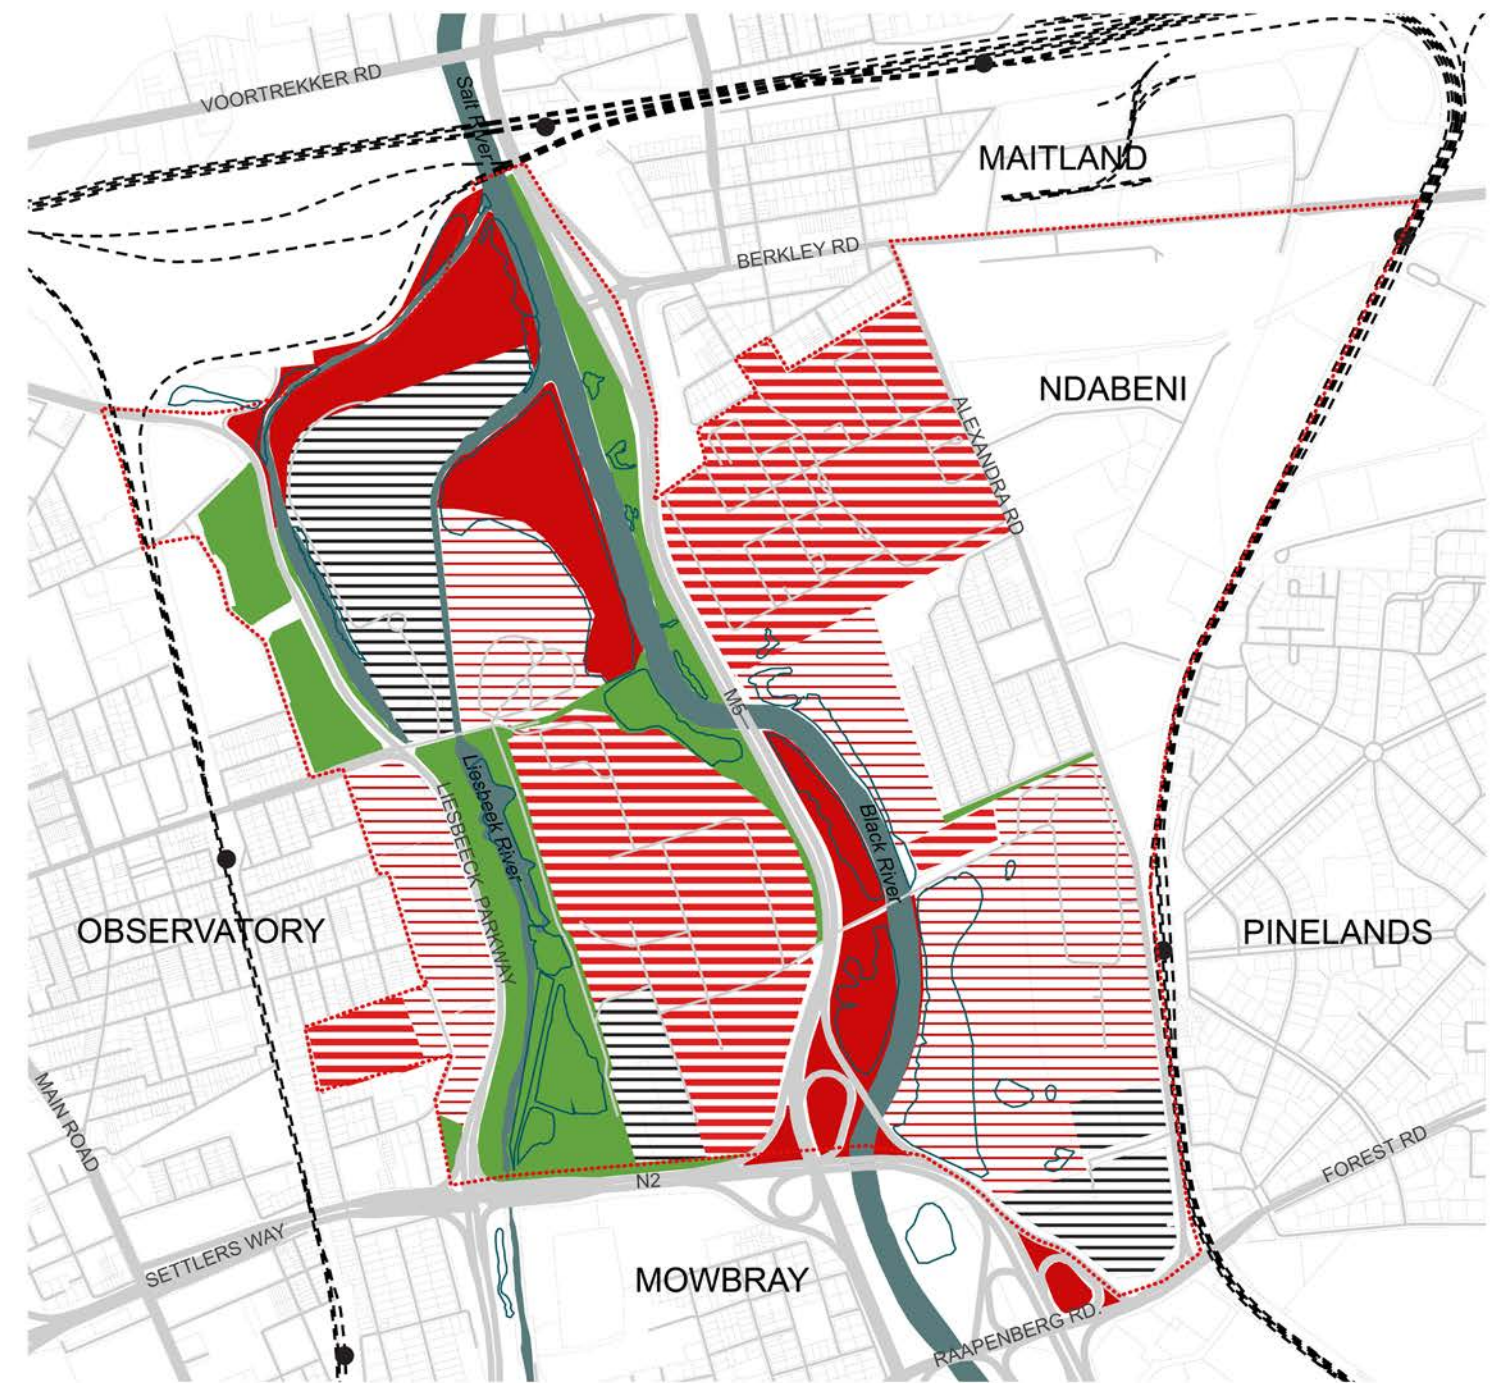 VOORTREKKER RD
Salt River
MAITLAND
BERKLEY RD
NDABENI
ALEXANDRA RD
M5
Liesbeek River
LIESBEECK PARKWAY
Black River
OBSERVATORY
PINELANDS
MAIN ROAD
FOREST RD
N2
SETTLERS WAY
MOWBRAY
RAAPENBERG RD.